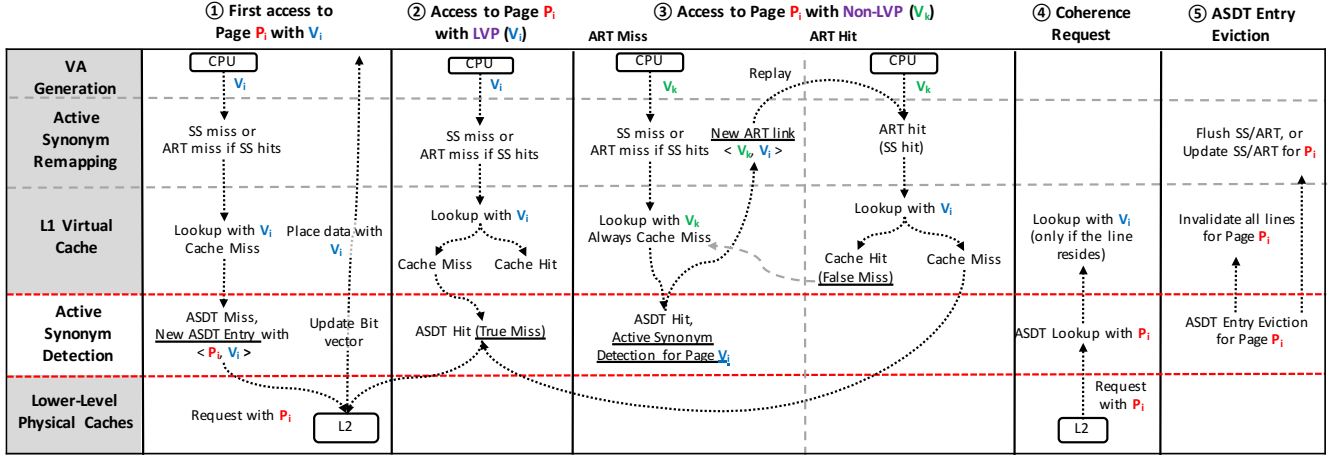 ① First access to
Page Pi with Vi
② Access to Page Pi
with LVP (Vi)
③ Access to Page Pi with Non-LVP (Vk)
ART Miss
ART Hit
④ Coherence
Request
⑤ ASDT Entry
Eviction
VA
Generation
CPU
Vi
CPU
Vi
CPU
Vk
Replay
CPU
Vk
Active
Synonym
Remapping
SS miss or
ART miss if SS hits
SS miss or
ART miss if SS hits
SS miss or
ART miss if SS hits
New ART link
< Vk, Vi >
ART hit
(SS hit)
Flush SS/ART, or
Update SS/ART for Pi
L1 Virtual
Cache
Lookup with Vi
Cache Miss
Place data with
Vi
Lookup with Vi
Cache Miss
Cache Hit
Lookup with Vk
Always Cache Miss
Lookup with Vi
Cache Hit
(False Miss)
Cache Miss
Lookup with Vi
(only if the line
resides)
Invalidate all lines
for Page Pi
Active
Synonym
Detection
ASDT Miss,
New ASDT Entry with
< Pi, Vi >
Update Bit
vector
ASDT Hit (True Miss)
ASDT Hit,
Active Synonym
Detection for Page Vi
ASDT Lookup with Pi
ASDT Entry Eviction
for Page Pi
Lower-Level
Physical Caches
Request with Pi
L2
Request
with Pi
L2